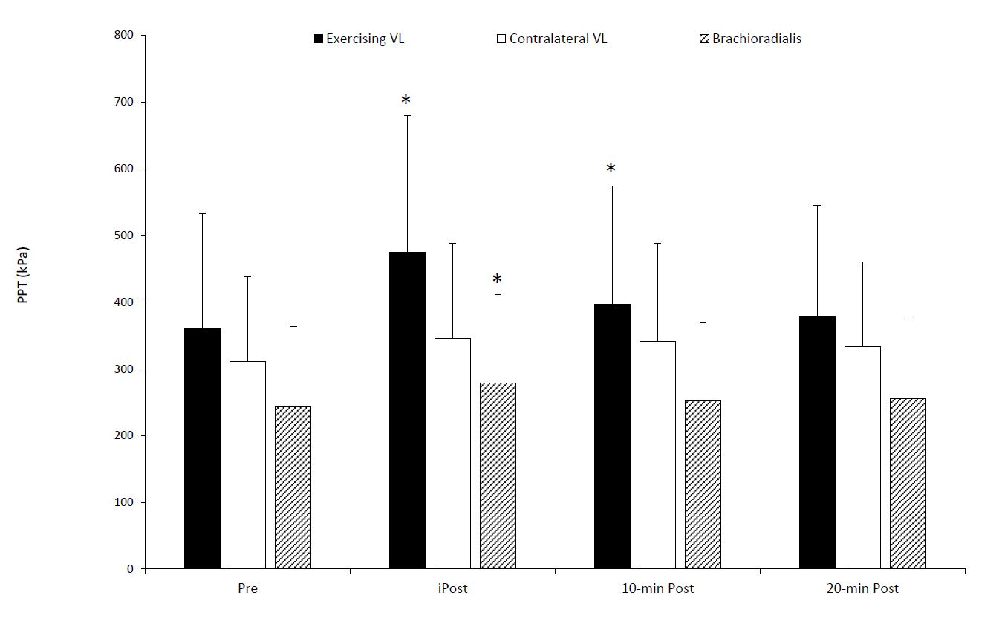 800
Exercising VL
Contralateral VL
Brachioradialis
700
*
600
*
500
PPT (kPa)
400
*
300
200
100
0
Pre
iPost
10-min Post
20-min Post